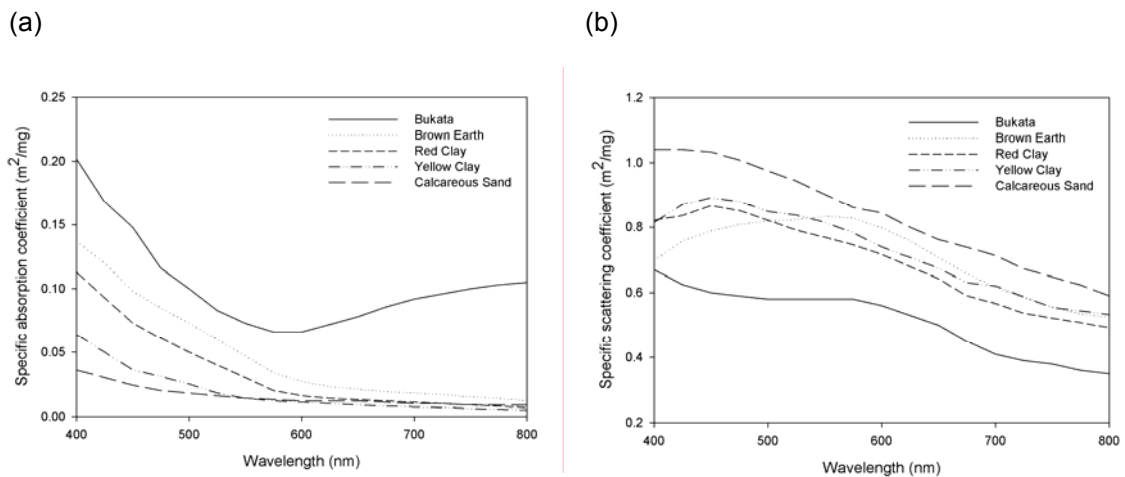 (a)
(b)
Specific absorption coefficient (m²/mg)
0.25
0.20
0.15
0.10
0.05
0.00
Bukata
Brown Earth
Red Clay
Yellow Clay
Calcareous Sand
400
500
600
700
800
Wavelength (nm)
Specific scattering coefficient (m²/mg)
1.2
1.0
0.8
0.6
0.4
0.2
Bukata
Brown Earth
Red Clay
Yellow Clay
Calcareous Sand
400
500
600
700
800
Wavelength (nm)